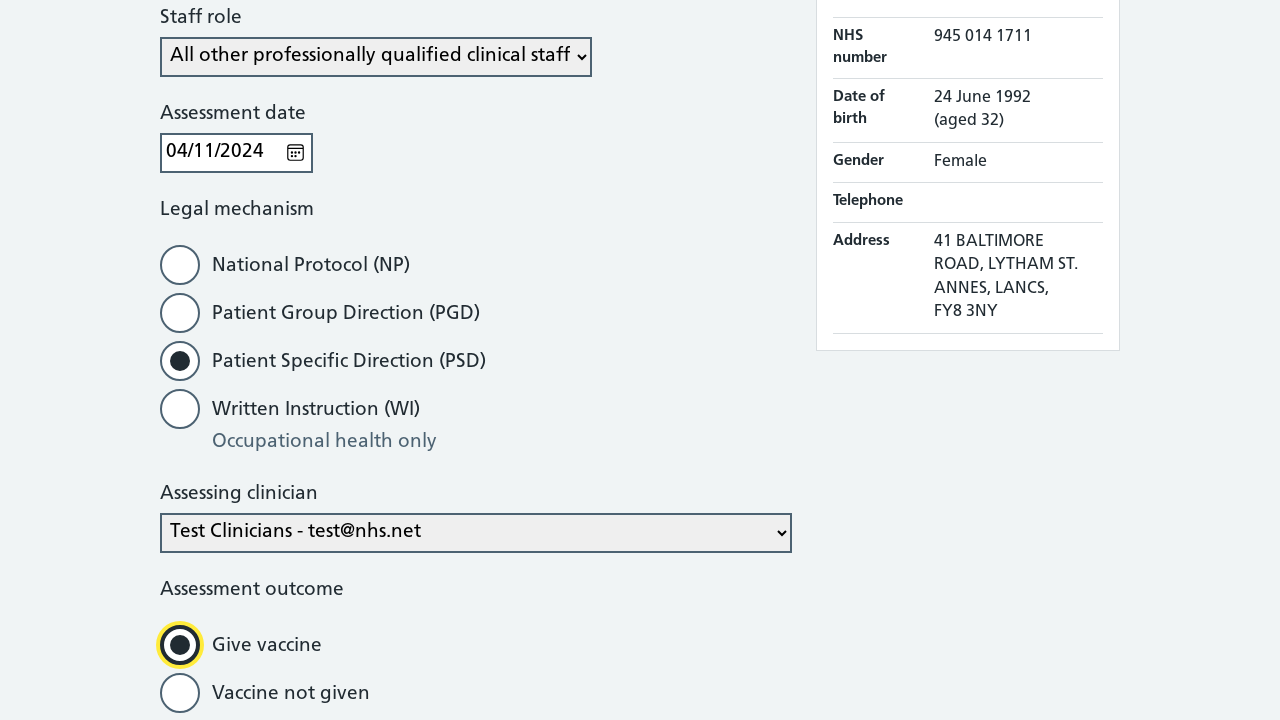 Staff role
All other professionally qualified clinical staff
Assessment date
04/11/2024
Legal mechanism
National Protocol (NP)
Patient Group Direction (PGD)
Patient Specific Direction (PSD)
Written Instruction (WI)
Occupational health only
Assessing clinician
Test Clinicians - test@nhs.net
Assessment outcome
Give vaccine
Vaccine not given
NHS number
945 014 1711
Date of birth
24 June 1992
(aged 32)
Gender
Female
Telephone
Address
41 BALTIMORE
ROAD, LYTHAM ST.
ANNES, LANCS,
FY8 3NY